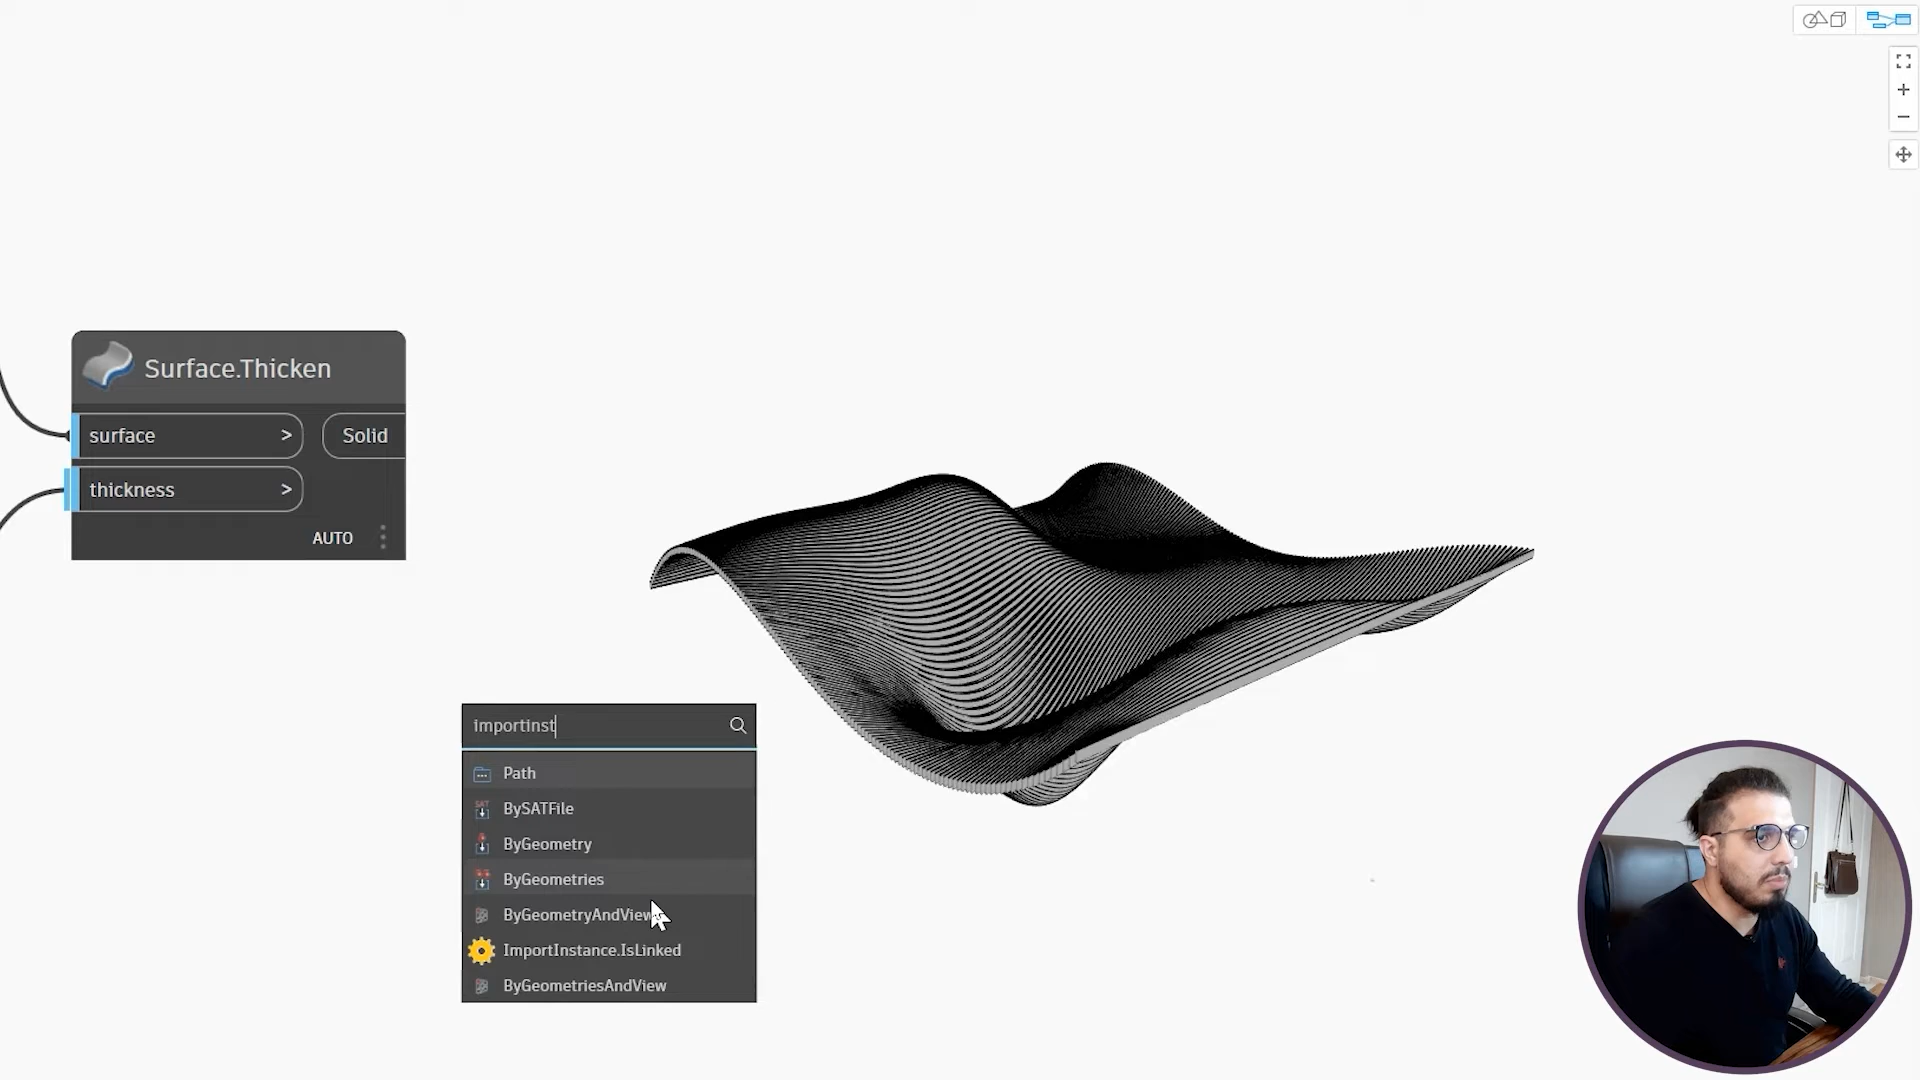 Surface.Thicken
surface > Solid
thickness >
AUTO
importinst
Path
BySATFile
ByGeometry
ByGeometries
ByGeometryAndView
ImportInstance.IsLinked
ByGeometriesAndView